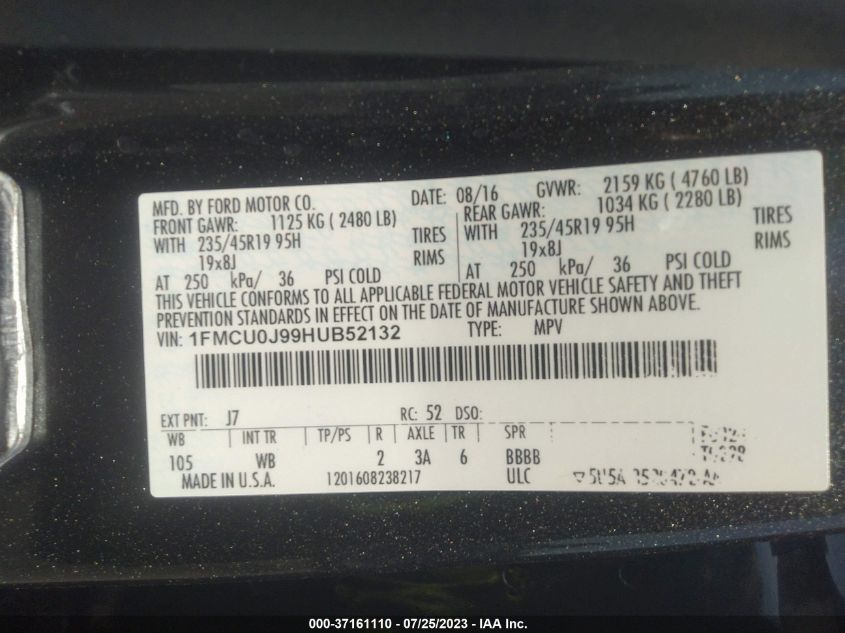 MFD. BY FORD MOTOR CO. DATE: 08/16 GVWR: 2159 KG ( 4760 LB)
FRONT GAWR: 1125 KG ( 2480 LB) REAR GAWR: 1034 KG ( 2280 LB)
WITH 235/45R19 95H TIRES WITH 235/45R19 95H TIRES
19x8J RIMS 19x8J RIMS
AT 250 kPa/ 36 PSI COLD AT 250 kPa/ 36 PSI COLD
THIS VEHICLE CONFORMS TO ALL APPLICABLE FEDERAL MOTOR VEHICLE SAFETY AND THEFT
PREVENTION STANDARDS IN EFFECT ON THE DATE OF MANUFACTURE SHOWN ABOVE.
VIN: 1FMCU0J99HUB52132 TYPE: MPV
EXT PNT: J7 RC: 52 DSO:
WB INT TR TP/PS R AXLE TR SPR
105 WB 2 3A 6 BBBB
MADE IN U.S.A. 1201608238217 ULC
000-37161110 - 07/25/2023 - IAA Inc.